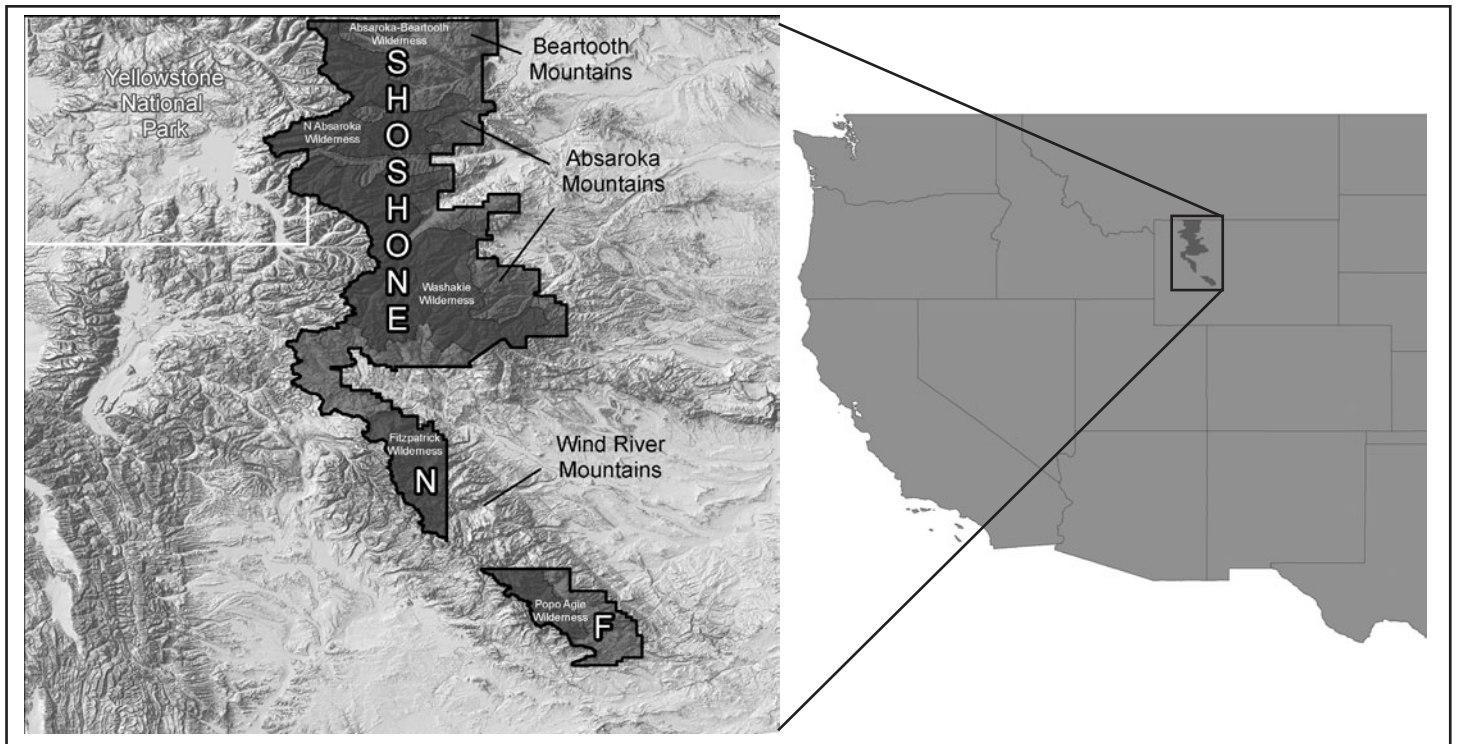 Absaroka-Beartooth
Wilderness
Beartooth
Mountains
Yellowstone
National
Park
N Absaroka
Wilderness
Absaroka
Mountains
S
H
O
S
H
O
N
E
Washakie
Wilderness
Fitzpatrick
Wilderness
N
Wind River
Mountains
Popo Agie
Wilderness
F